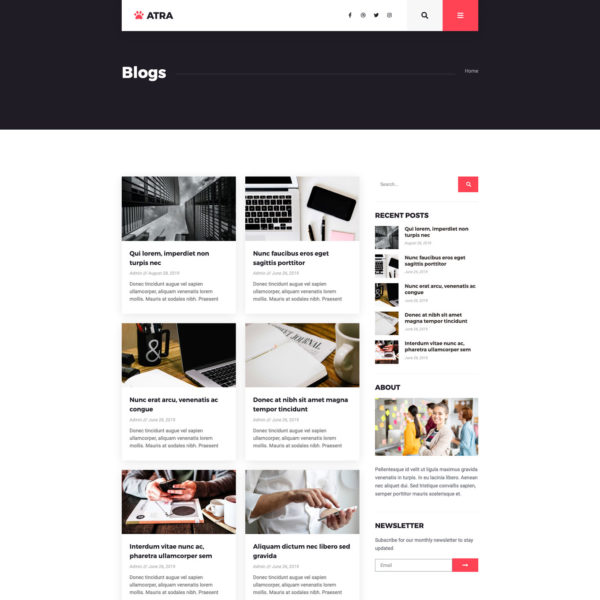 ATRA
Blogs
Home
Qui lorem, imperdiet non
turpis nec
Admin // August 28, 2019
Donec tincidunt augue vel sapien
ullamcorper, aliquam venenatis lorem
mollis. Mauris at sodales nibh. Praesent
Nunc faucibus eros eget
sagittis porttitor
Admin // June 26, 2019
Donec tincidunt augue vel sapien
ullamcorper, aliquam venenatis lorem
mollis. Mauris at sodales nibh. Praesent
&
Nunc erat arcu, venenatis ac
congue
Admin // June 26, 2019
Donec tincidunt augue vel sapien
ullamcorper, aliquam venenatis lorem
mollis. Mauris at sodales nibh. Praesent
JOURNAL
Donec at nibh sit amet magna
tempor tincidunt
Admin // June 26, 2019
Donec tincidunt augue vel sapien
ullamcorper, aliquam venenatis lorem
mollis. Mauris at sodales nibh. Praesent
Interdum vitae nunc ac,
pharetra ullamcorper sem
Admin // June 26, 2019
Donec tincidunt augue vel sapien
ullamcorper, aliquam venenatis lorem
Aliquam dictum nec libero sed
gravida
Admin // June 26, 2019
Donec tincidunt augue vel sapien
ullamcorper, aliquam venenatis lorem
Search...
RECENT POSTS
Qui lorem, imperdiet non
turpis nec
August 28, 2019
Nunc faucibus eros eget
sagittis porttitor
June 26, 2019
Nunc erat arcu, venenatis ac
congue
June 26, 2019
Donec at nibh sit amet
magna tempor tincidunt
June 26, 2019
Interdum vitae nunc ac,
pharetra ullamcorper sem
June 26, 2019
ABOUT
Pellentesque id velit ut ligula maximus gravida
venenatis in turpis. In eu lacinia libero. Aenean
nec aliquet dui. Sed tristique convallis sapien,
semper porttitor mauris scelerisque et.
NEWSLETTER
Subscribe for our monthly newsletter to stay
updated
Email